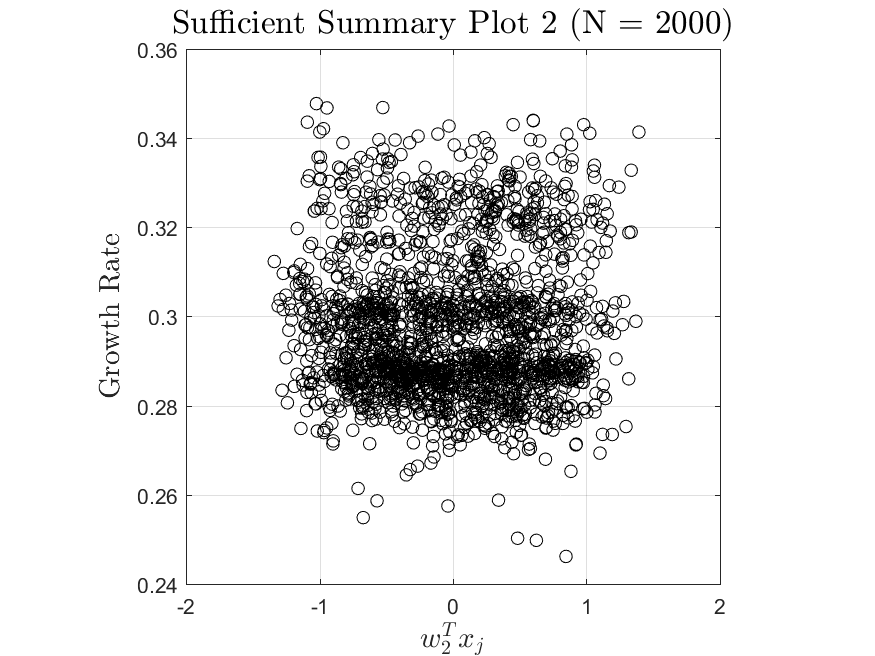 Sufficient Summary Plot 2 (N = 2000)
Growth Rate
0.36
0.34
0.32
0.3
0.28
0.26
0.24
-2 -1 0 1 2
w_2^T x_j